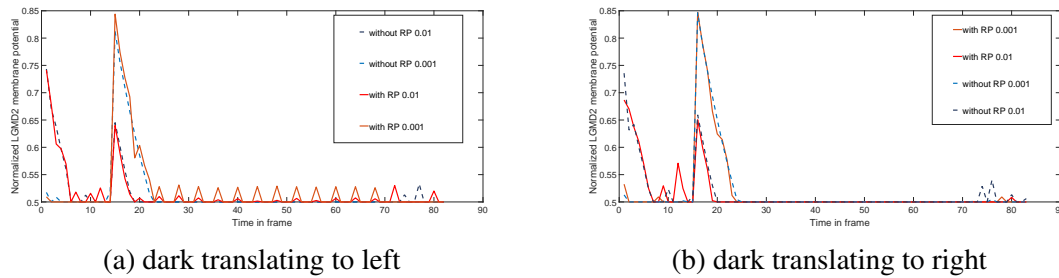 Normalized LGMD2 membrane potential
0.85
0.8
0.75
0.7
0.65
0.6
0.55
0.5
0 10 20 30 40 50 60 70 80 90
Time in frame
without RP 0.01
without RP 0.001
with RP 0.01
with RP 0.001
(a) dark translating to left
Normalized LGMD2 membrane potential
0.85
0.8
0.75
0.7
0.65
0.6
0.55
0.5
0 10 20 30 40 50 60 70 80 90
Time in frame
with RP 0.001
with RP 0.01
without RP 0.001
without RP 0.01
(b) dark translating to right